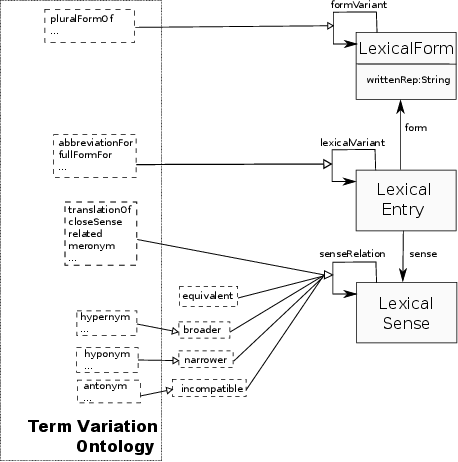 formVariant
pluralFormOf
...
LexicalForm
writtenRep:String
form
abbreviationFor
fullFormFor
...
lexicalVariant
Lexical
Entry
translationOf
closeSense
related
meronym
...
sense
senseRelation
equivalent
Lexical
Sense
hypernym
...
broader
hyponym
...
narrower
antonym
...
incompatible
Term Variation
Ontology